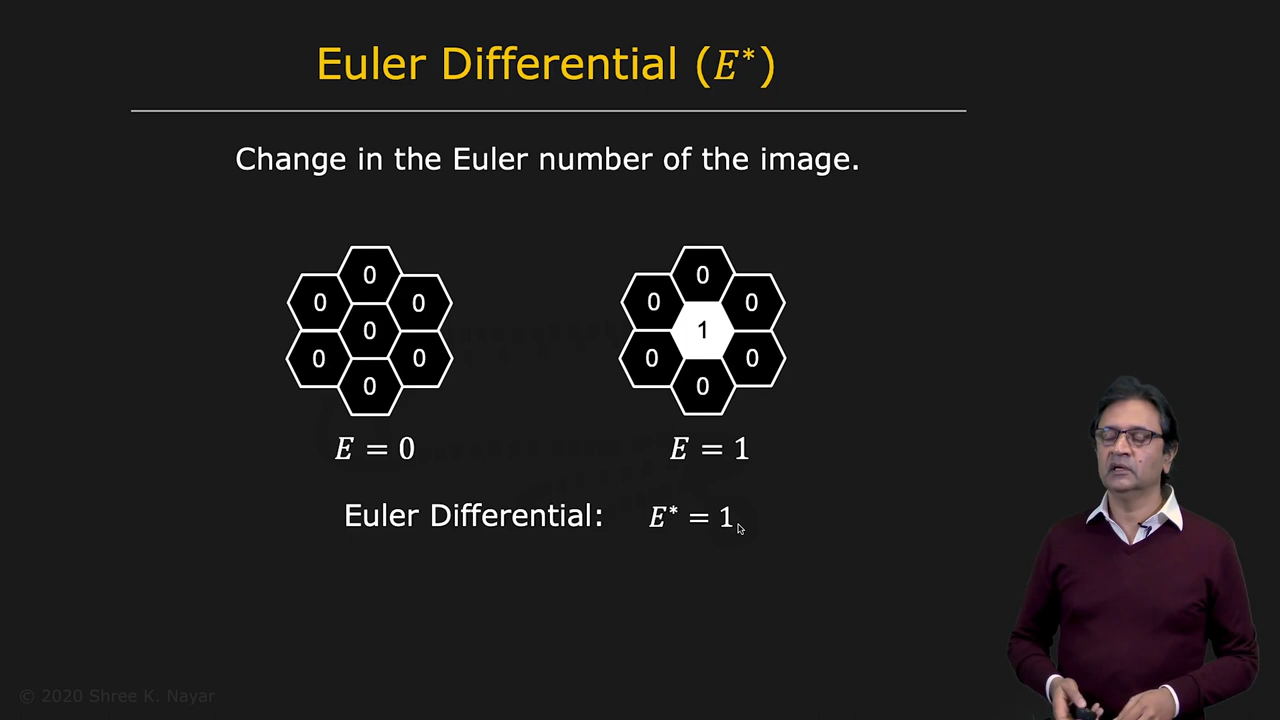 Euler Differential (E*)
Change in the Euler number of the image.
0 0
0 0 0 0
0 1
0 0 0 0
0 0
E = 0 E = 1
Euler Differential: E* = 1
© 2020 Shree K. Nayar